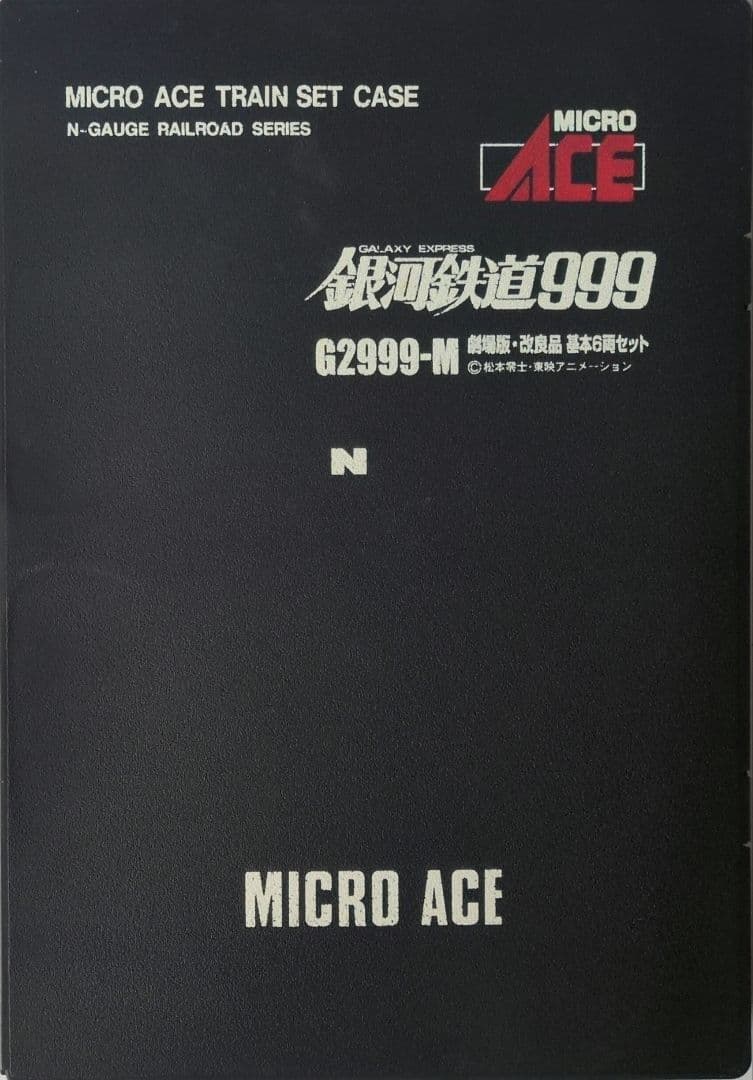 MICRO ACE TRAIN SET CASE
N-GAUGE RAILROAD SERIES
MICRO
ACE
GALAXY EXPRESS
銀河鉄道999
G2999-M 劇場版・改良品 基本6両セット
©松本零士・東映アニメーション
N
MICRO ACE